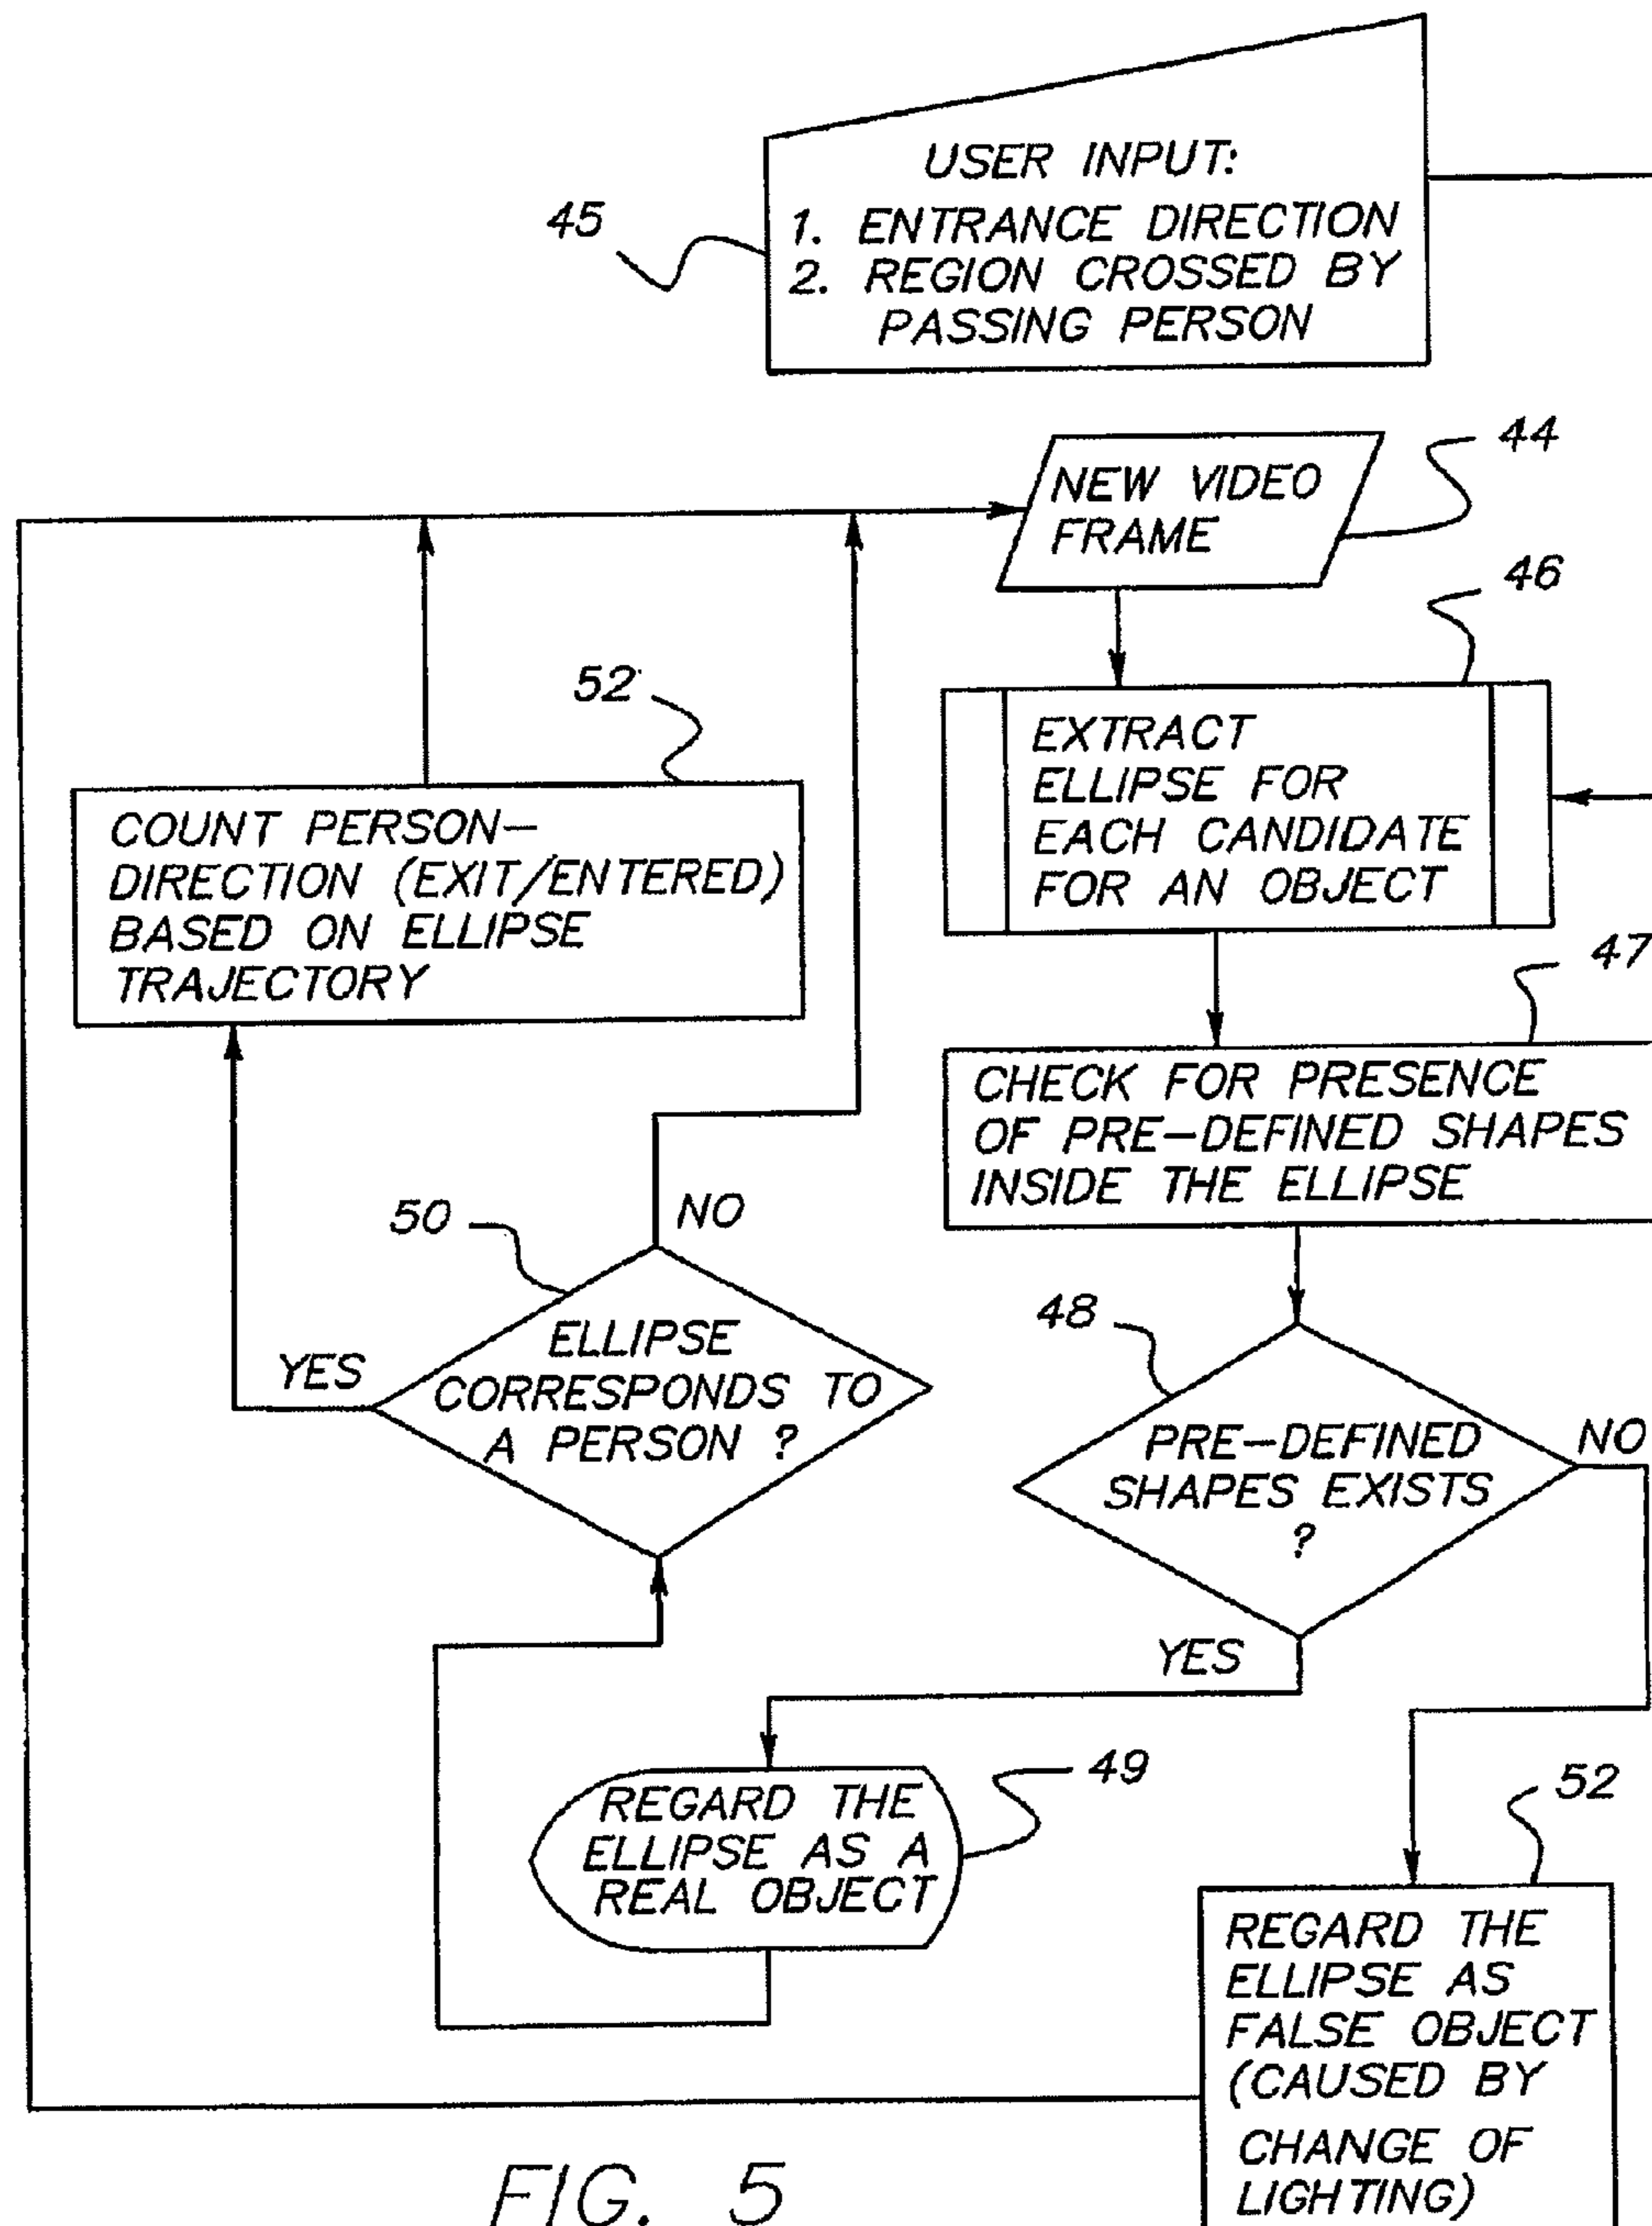 45
USER INPUT:
1. ENTRANCE DIRECTION
2. REGION CROSSED BY
PASSING PERSON
44
NEW VIDEO
FRAME
46
EXTRACT
ELLIPSE FOR
EACH CANDIDATE
FOR AN OBJECT
52
COUNT PERSON-
DIRECTION (EXIT/ENTERED)
BASED ON ELLIPSE
TRAJECTORY
47
CHECK FOR PRESENCE
OF PRE-DEFINED SHAPES
INSIDE THE ELLIPSE
50
NO
YES
ELLIPSE
CORRESPONDS TO
A PERSON ?
48
PRE-DEFINED
SHAPES EXISTS
?
NO
YES
49
REGARD THE
ELLIPSE AS A
REAL OBJECT
52
REGARD THE
ELLIPSE AS
FALSE OBJECT
(CAUSED BY
CHANGE OF
LIGHTING)
FIG. 5